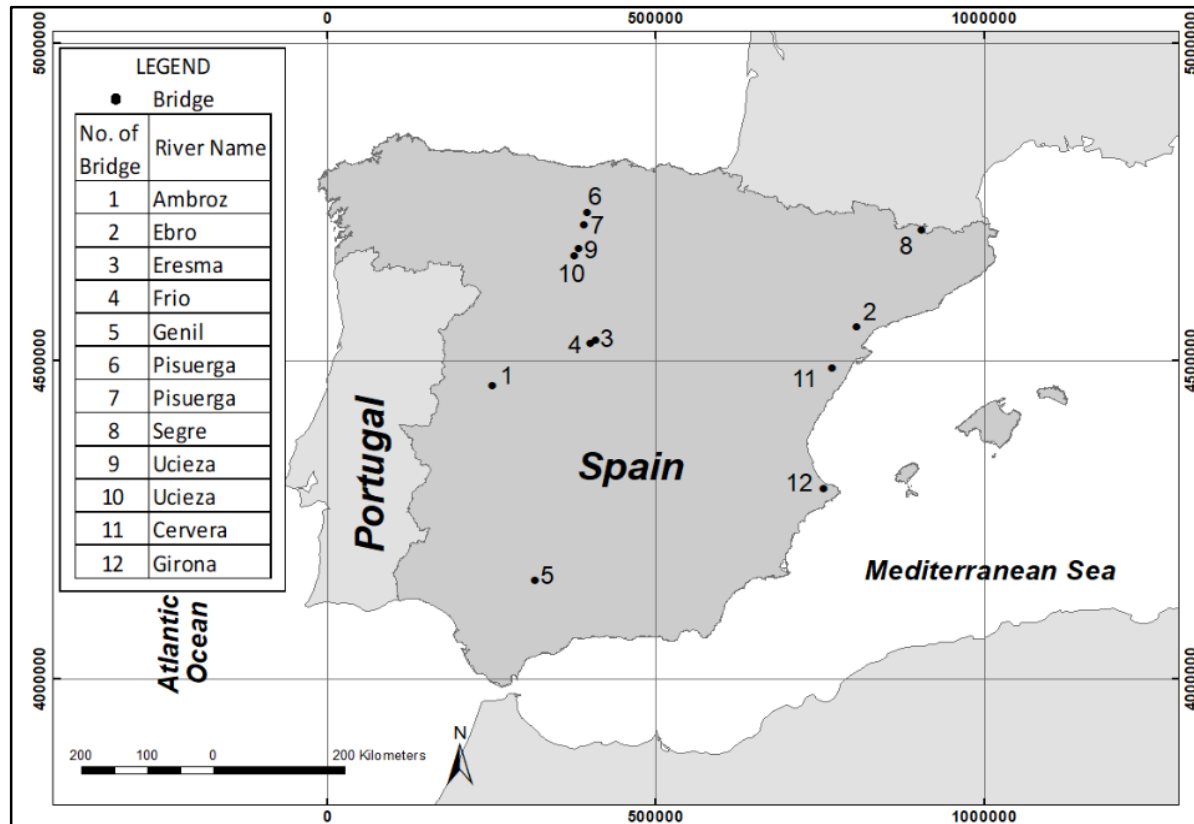 0 500000 1000000
5000000 5000000
LEGEND
Bridge
No. of Bridge River Name
1 Ambroz
2 Ebro
3 Eresma
4 Frio
5 Genil
6 Pisuerga
7 Pisuerga
8 Segre
9 Ucieza
10 Ucieza
11 Cervera
12 Girona
6
7
8
9
10
2
3
4
4500000 4500000
11
1
Portugal
Spain
12
Mediterranean Sea
5
Atlantic
Ocean
4000000 4000000
N
200 100 0 200 Kilometers
0 500000 1000000